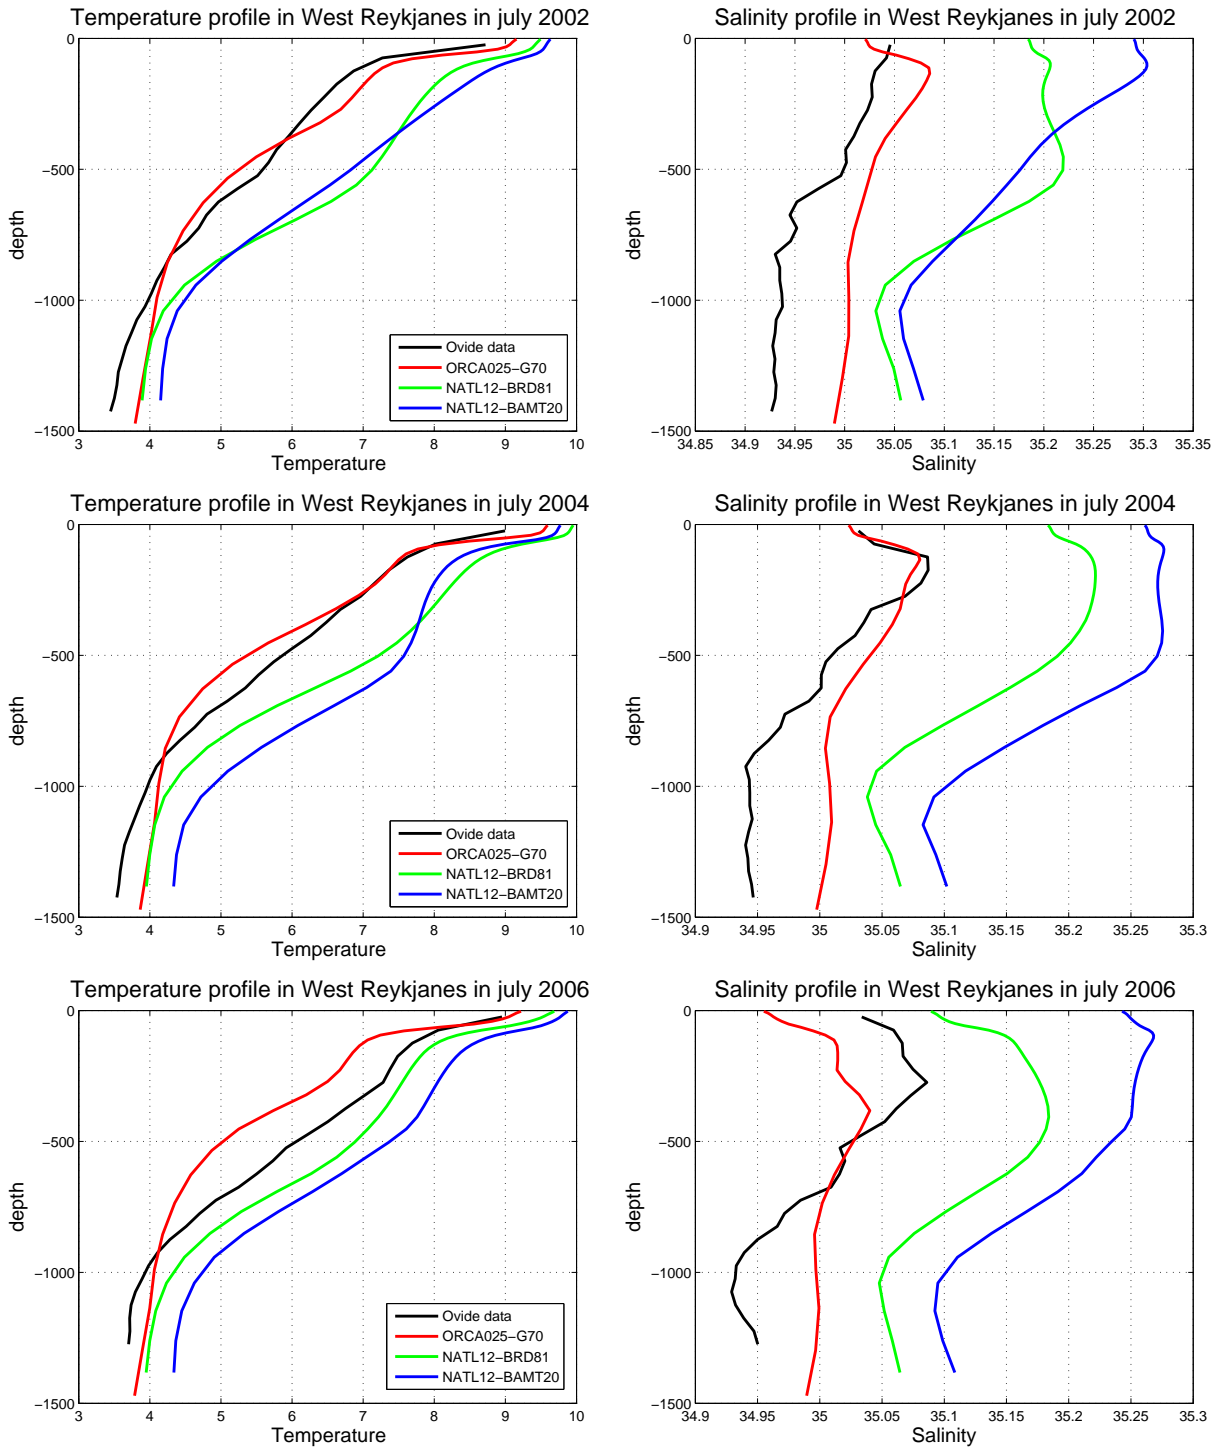 Temperature profile in West Reykjanes in july 2002
0
−500
−1000
−1500
depth
3 4 5 6 7 8 9 10
Temperature
Ovide data
ORCA025−G70
NATL12−BRD81
NATL12−BAMT20
Salinity profile in West Reykjanes in july 2002
0
−500
−1000
−1500
depth
34.85 34.9 34.95 35 35.05 35.1 35.15 35.2 35.25 35.3 35.35
Salinity
Temperature profile in West Reykjanes in july 2004
0
−500
−1000
−1500
depth
3 4 5 6 7 8 9 10
Temperature
Ovide data
ORCA025−G70
NATL12−BRD81
NATL12−BAMT20
Salinity profile in West Reykjanes in july 2004
0
−500
−1000
−1500
depth
34.9 34.95 35 35.05 35.1 35.15 35.2 35.25 35.3
Salinity
Temperature profile in West Reykjanes in july 2006
0
−500
−1000
−1500
depth
3 4 5 6 7 8 9 10
Temperature
Ovide data
ORCA025−G70
NATL12−BRD81
NATL12−BAMT20
Salinity profile in West Reykjanes in july 2006
0
−500
−1000
−1500
depth
34.9 34.95 35 35.05 35.1 35.15 35.2 35.25 35.3
Salinity